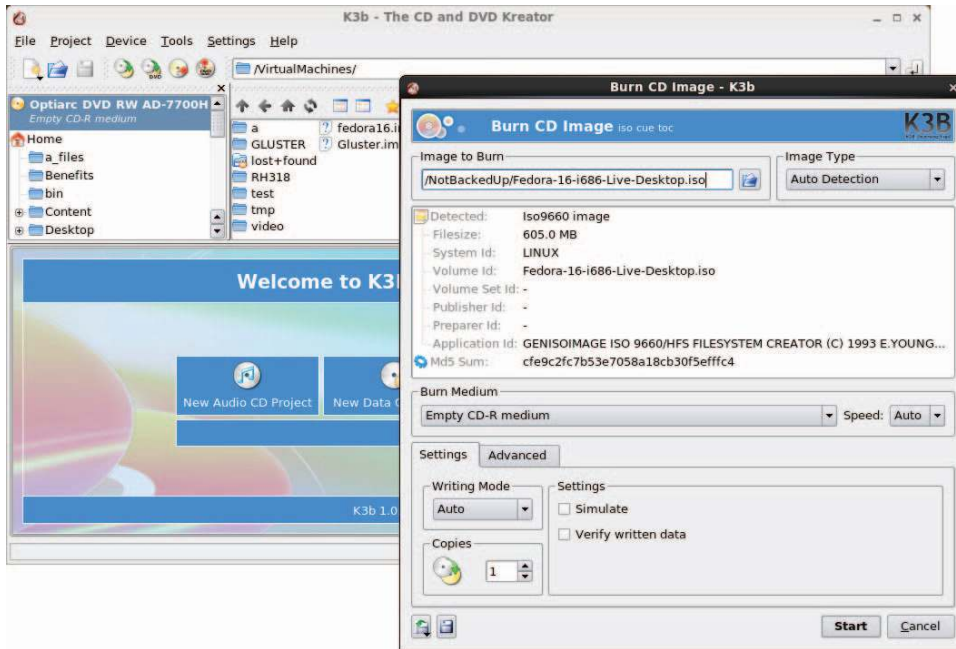 K3b - The CD and DVD Kreator
File Project Device Tools Settings Help
/VirtualMachines/
Optiarc DVD RW AD-7700H
Empty CD-R medium
Home
a_files
Benefits
bin
Content
Desktop
a
GLUSTER
lost+found
RH318
test
tmp
video
fedora16.i
Gluster.im
Welcome to K3
New Audio CD Project
New Data
K3b 1.0
Burn CD Image - K3b
Burn CD Image iso cue toc
K3B
Image to Burn
/NotBackedUp/Fedora-16-i686-Live-Desktop.iso
Image Type
Auto Detection
Detected: Iso9660 image
Filesize: 605.0 MB
System Id: LINUX
Volume Id: Fedora-16-i686-Live-Desktop.iso
Volume Set Id: -
Publisher Id: -
Preparer Id: -
Application Id: GENISOIMAGE ISO 9660/HFS FILESYSTEM CREATOR (C) 1993 E.YOUNG...
Md5 Sum: cfe9c2fc7b53e7058a18cb30f5efffc4
Burn Medium
Empty CD-R medium
Speed: Auto
Settings
Advanced
Writing Mode
Auto
Copies
1
Settings
Simulate
Verify written data
Start
Cancel